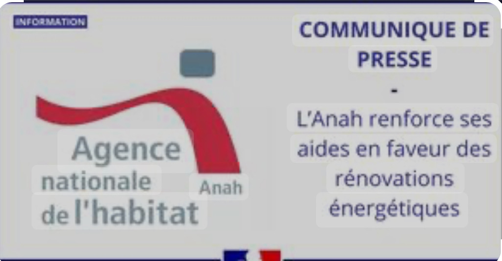 INFORMATION
COMMUNIQUE DE
PRESSE
-
L'Anah renforce ses
aides en faveur des
rénovations
énergétiques
Agence
nationale
de l'habitat
Anah